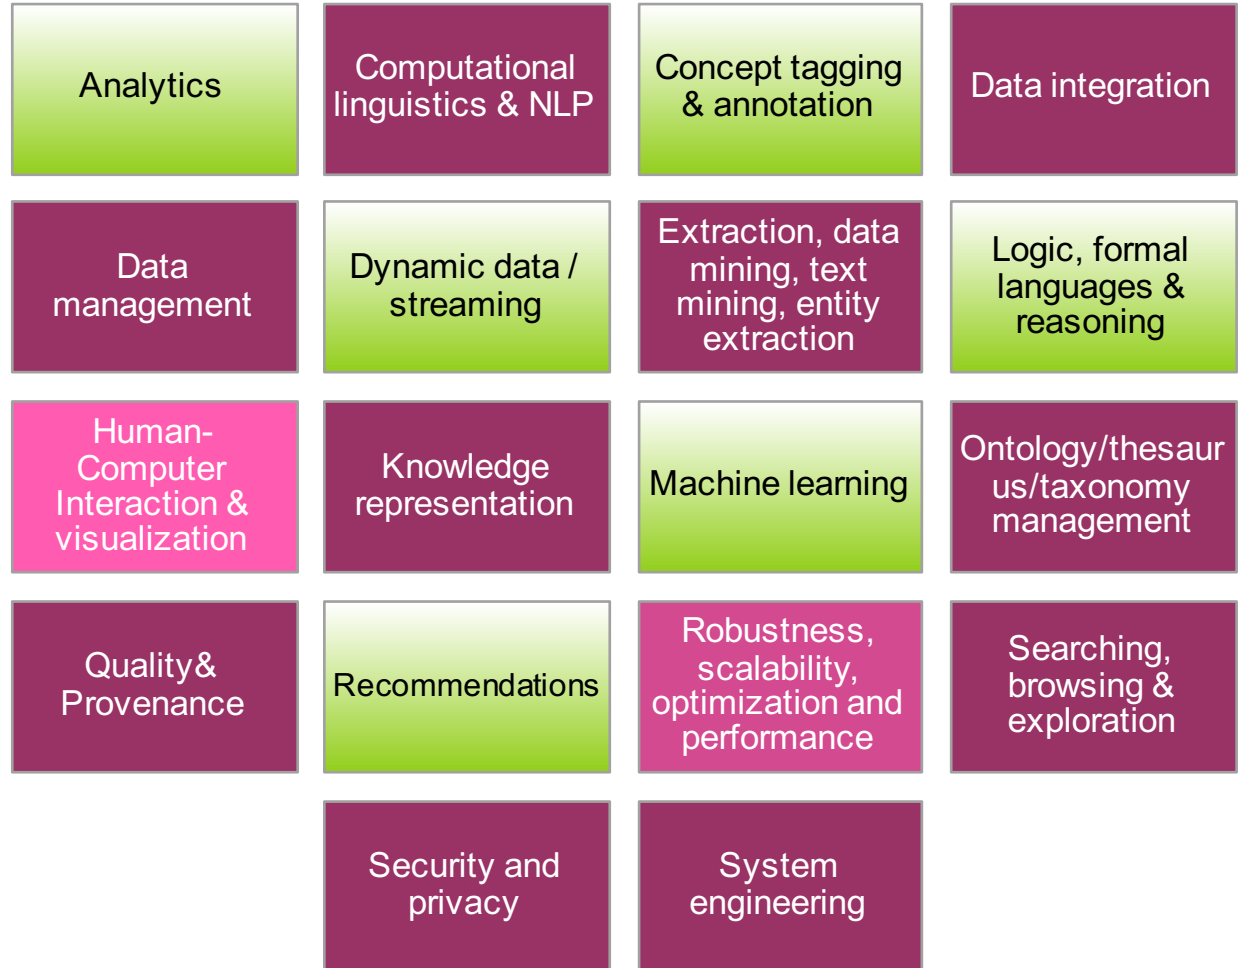 Analytics
Computational
linguistics & NLP
Concept tagging
& annotation
Data integration
Data
management
Dynamic data /
streaming
Extraction, data
mining, text
mining, entity
extraction
Logic, formal
languages &
reasoning
Human-
Computer
Interaction &
visualization
Knowledge
representation
Machine learning
Ontology/thesaur
us/taxonomy
management
Quality&
Provenance
Recommendations
Robustness,
scalability,
optimization and
performance
Searching,
browsing &
exploration
Security and
privacy
System
engineering